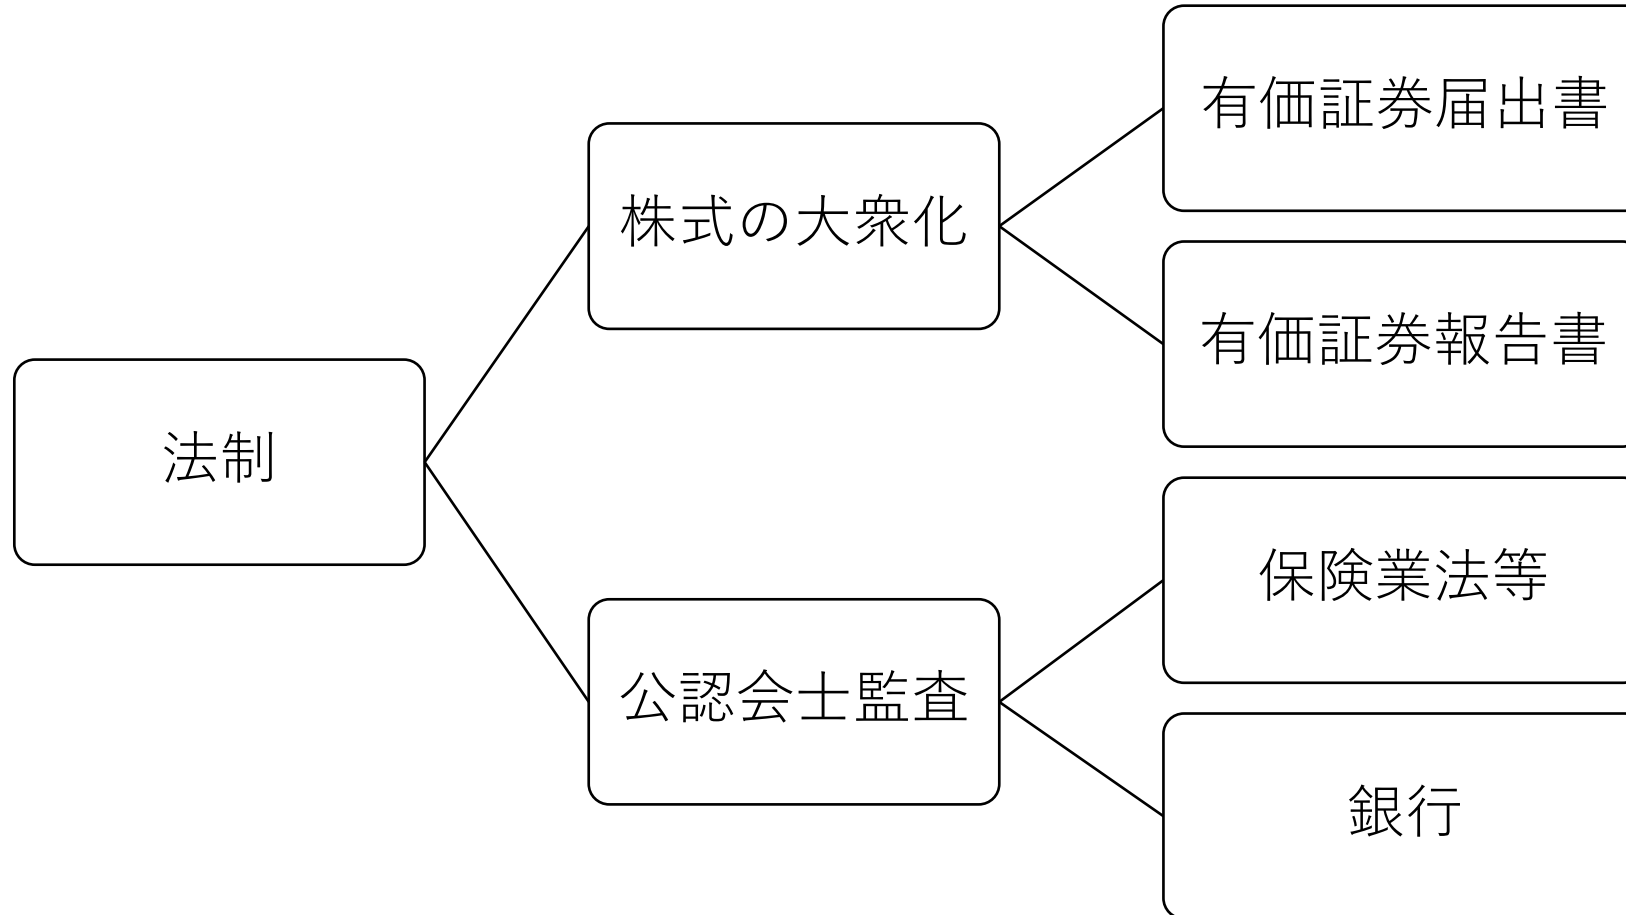 法制
株式の大衆化
有価証券届出書
有価証券報告書
公認会士監査
保険業法等
銀行